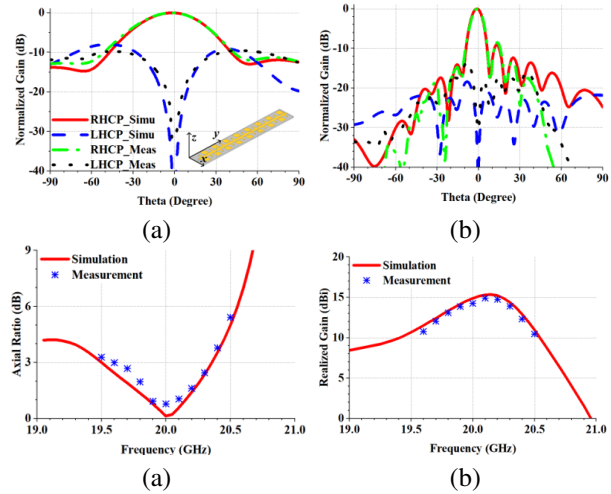 Normalized Gain (dB)
0
-10
-20
-30
-40
RHCP_Simu
LHCP_Simu
RHCP_Meas
LHCP_Meas
z
y
x
-90 -60 -30 0 30 60 90
Theta (Degree)
(a)
Normalized Gain (dB)
0
-10
-20
-30
-40
-90 -60 -30 0 30 60 90
Theta (Degree)
(b)
Axial Ratio (dB)
9
6
3
0
Simulation
Measurement
19.0 19.5 20.0 20.5 21.0
Frequency (GHz)
(a)
Realized Gain (dBi)
20
15
10
5
0
Simulation
Measurement
19.0 19.5 20.0 20.5 21.0
Frequency (GHz)
(b)